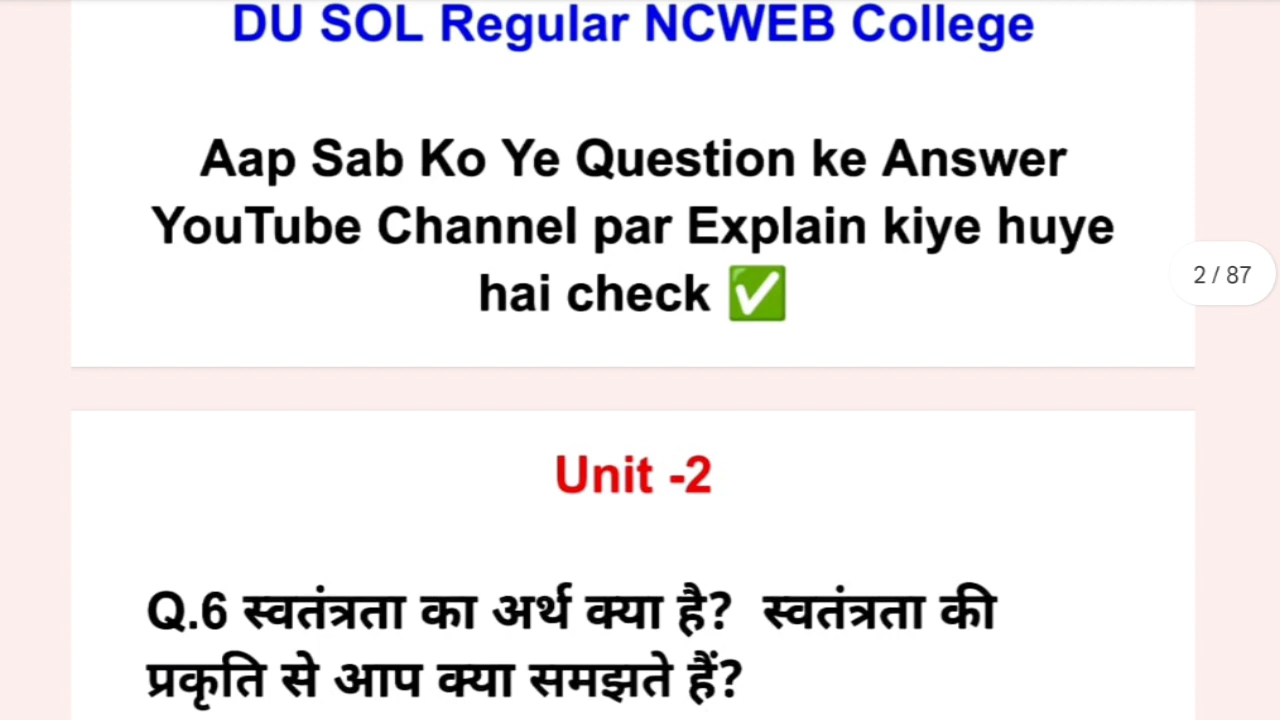 DU SOL Regular NCWEB College
Aap Sab Ko Ye Question ke Answer
YouTube Channel par Explain kiye huye
hai check ✅
2 / 87
Unit -2
Q.6 स्वतंत्रता का अर्थ क्या है? स्वतंत्रता की
प्रकृति से आप क्या समझते हैं?